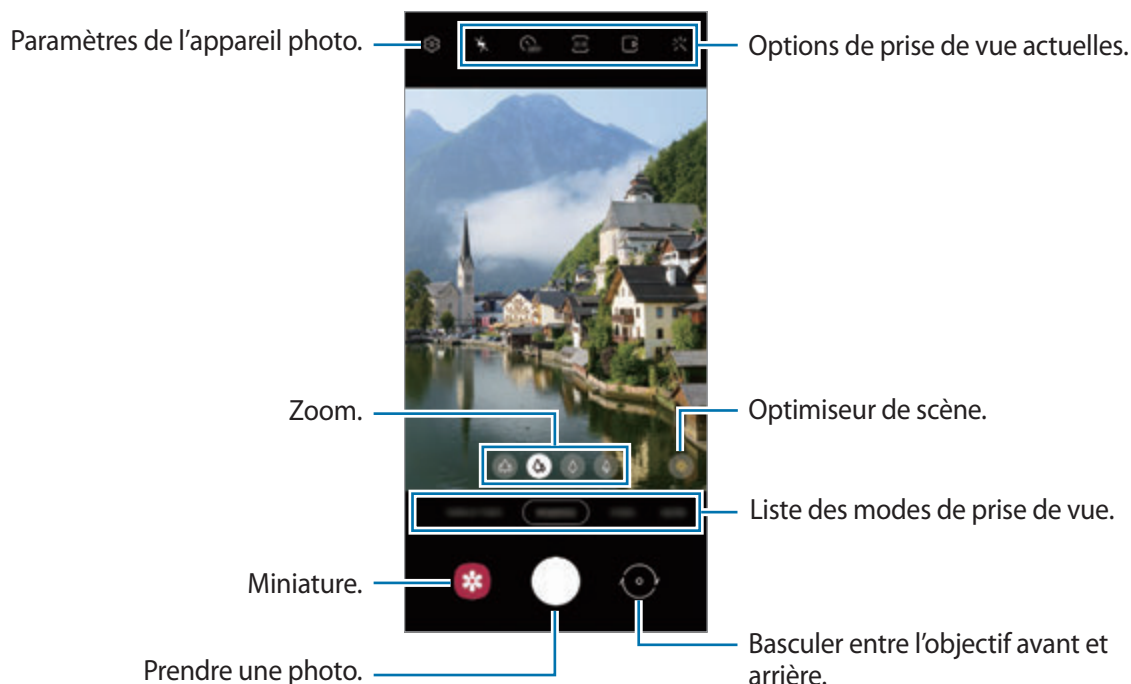 Paramètres de l'appareil photo.
Options de prise de vue actuelles.
Zoom.
Optimiseur de scène.
Liste des modes de prise de vue.
Miniature.
Prendre une photo.
Basculer entre l'objectif avant et
arrière.